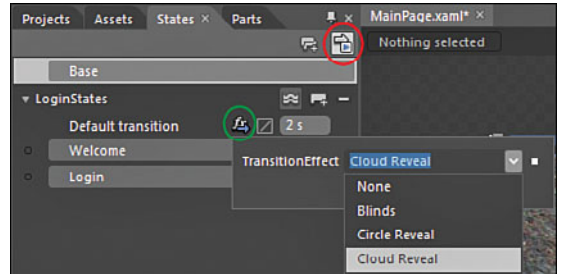 Projects Assets States × Parts × MainPage.xaml* ×
Nothing selected
Base
LoginStates
Default transition fx 2 s
Welcome
Login
TransitionEffect Cloud Reveal
None
Blinds
Circle Reveal
Cloud Reveal